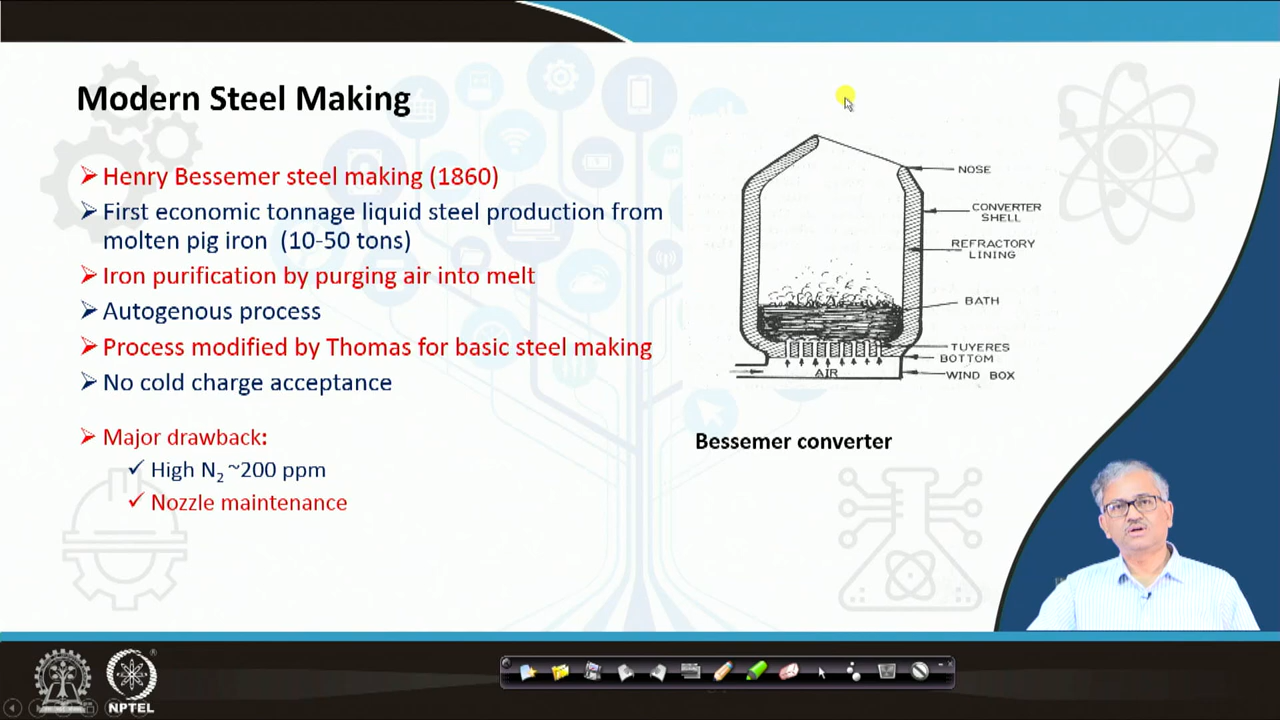 Modern Steel Making
➢ Henry Bessemer steel making (1860)
➢ First economic tonnage liquid steel production from
molten pig iron (10-50 tons)
➢ Iron purification by purging air into melt
➢ Autogenous process
➢ Process modified by Thomas for basic steel making
➢ No cold charge acceptance
➢ Major drawback:
✓ High N₂ ~200 ppm
✓ Nozzle maintenance
NOSE
CONVERTER
SHELL
REFRACTORY
LINING
BATH
TUYERES
BOTTOM
WIND BOX
AIR
Bessemer converter
NPTEL